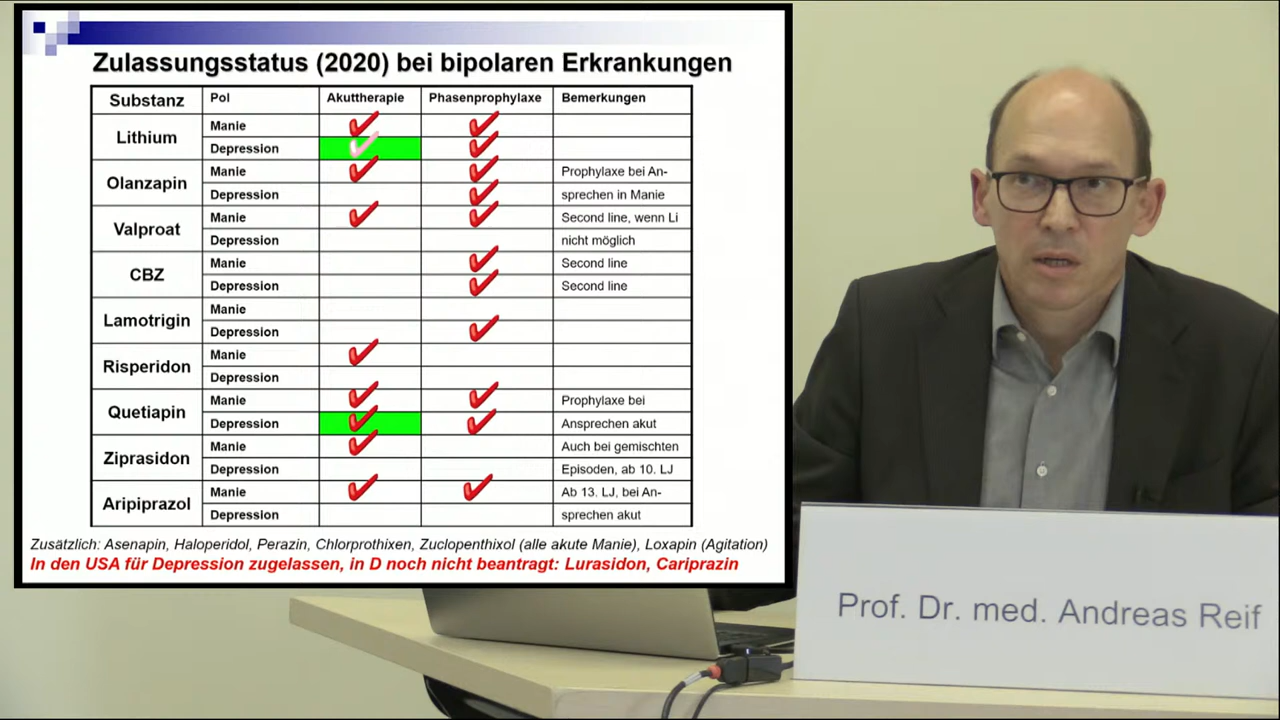 Zulassungsstatus (2020) bei bipolaren Erkrankungen
Substanz Pol Akuttherapie Phasenprophylaxe Bemerkungen
Lithium
Manie
Depression
Olanzapin
Manie Prophylaxe bei An-
Depression sprechen in Manie
Valproat
Manie Second line, wenn Li
Depression nicht möglich
CBZ
Manie Second line
Depression Second line
Lamotrigin
Manie
Depression
Risperidon
Manie
Depression
Quetiapin
Manie Prophylaxe bei
Depression Ansprechen akut
Ziprasidon
Manie Auch bei gemischten
Depression Episoden, ab 10. LJ
Aripiprazol
Manie Ab 13. LJ, bei An-
Depression sprechen akut
Zusätzlich: Asenapin, Haloperidol, Perazin, Chlorprothixen, Zuclopenthixol (alle akute Manie), Loxapin (Agitation)
In den USA für Depression zugelassen, in D noch nicht beantragt: Lurasidon, Cariprazin
Prof. Dr. med. Andreas Reif